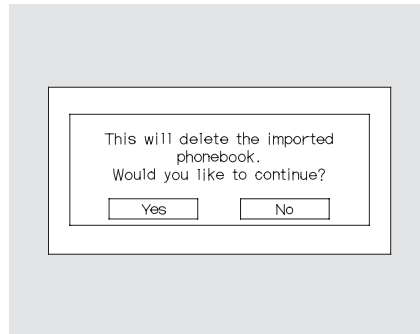 This will delete the imported
phonebook.
Would you like to continue?
Yes No